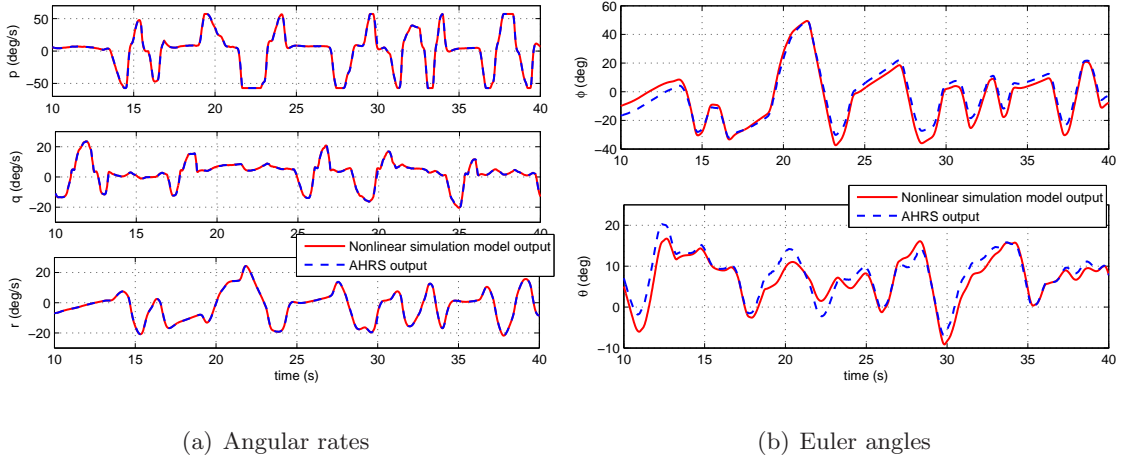 50
0
−50
p (deg/s)
10 15 20 25 30 35 40
20
0
−20
q (deg/s)
10 15 20 25 30 35 40
Nonlinear simulation model output
AHRS output
20
0
−20
r (deg/s)
10 15 20 25 30 35 40
time (s)
(a) Angular rates
60
40
20
0
−20
−40
ϕ (deg)
10 15 20 25 30 35 40
Nonlinear simulation model output
AHRS output
20
10
0
−10
θ (deg)
10 15 20 25 30 35 40
time (s)
(b) Euler angles